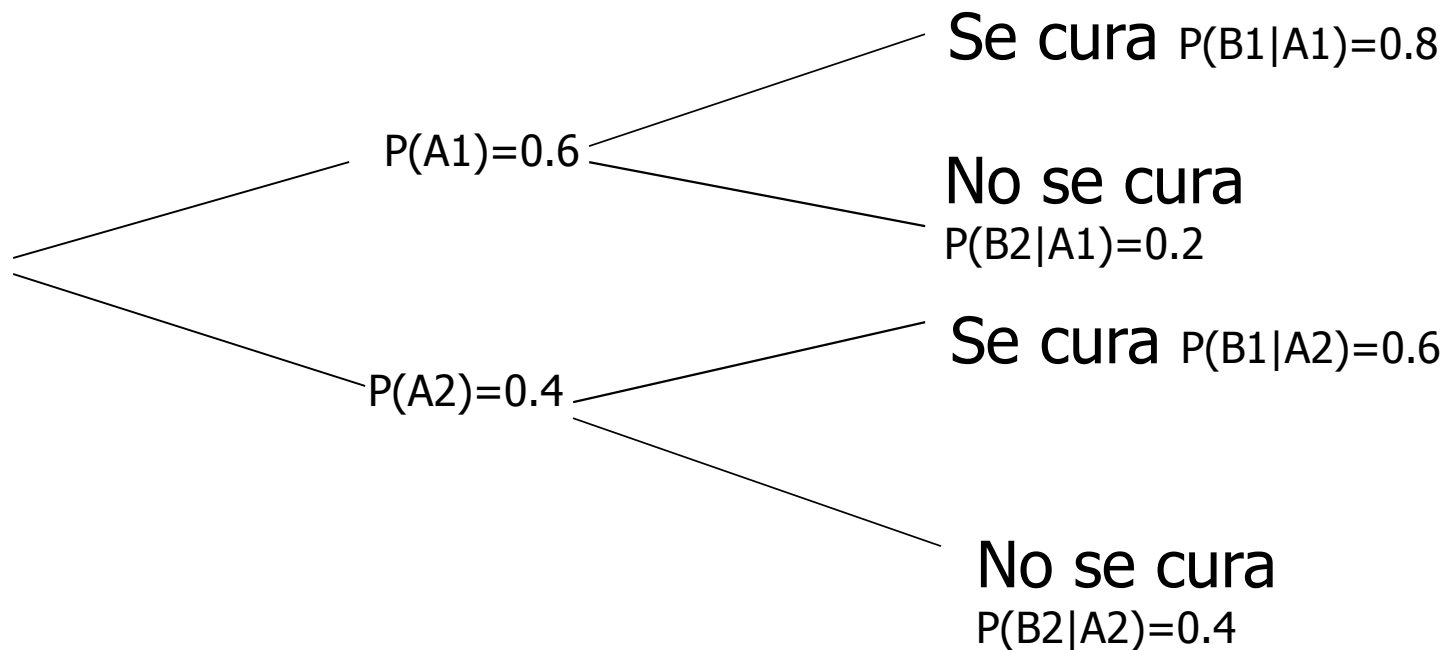 Se cura P(B1|A1)=0.8
P(A1)=0.6
No se cura
P(B2|A1)=0.2
Se cura P(B1|A2)=0.6
P(A2)=0.4
No se cura
P(B2|A2)=0.4